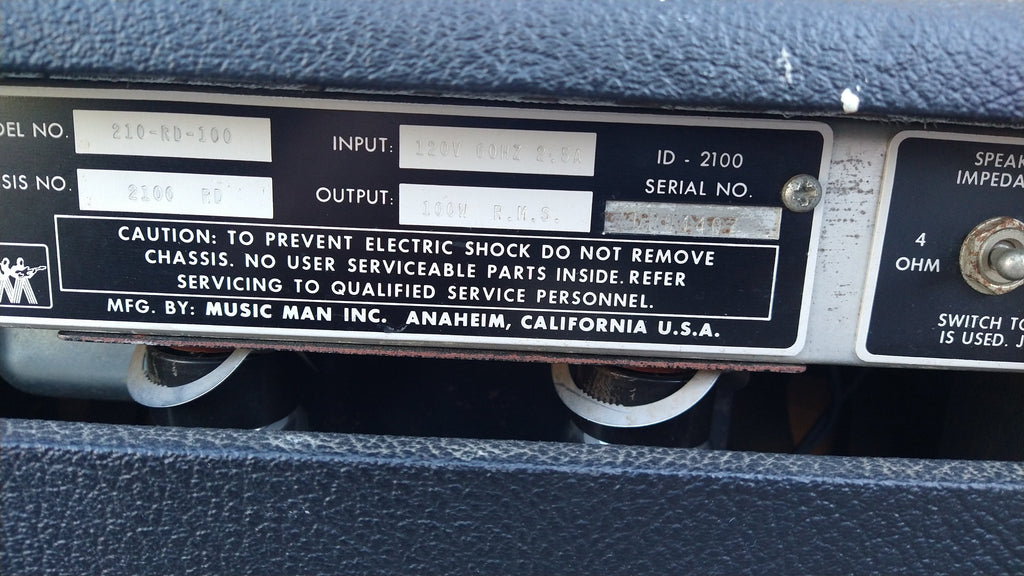 DEL NO. 210-RD-100
INPUT: 120V 60HZ 2.5A
ID - 2100
SIS NO. 2100 RD
OUTPUT: 100W R.M.S.
SERIAL NO.
CAUTION: TO PREVENT ELECTRIC SHOCK DO NOT REMOVE
CHASSIS. NO USER SERVICEABLE PARTS INSIDE. REFER
SERVICING TO QUALIFIED SERVICE PERSONNEL.
MFG. BY: MUSIC MAN INC. ANAHEIM, CALIFORNIA U.S.A.
SPEAK
IMPEDA
4
OHM
SWITCH TO
IS USED. J